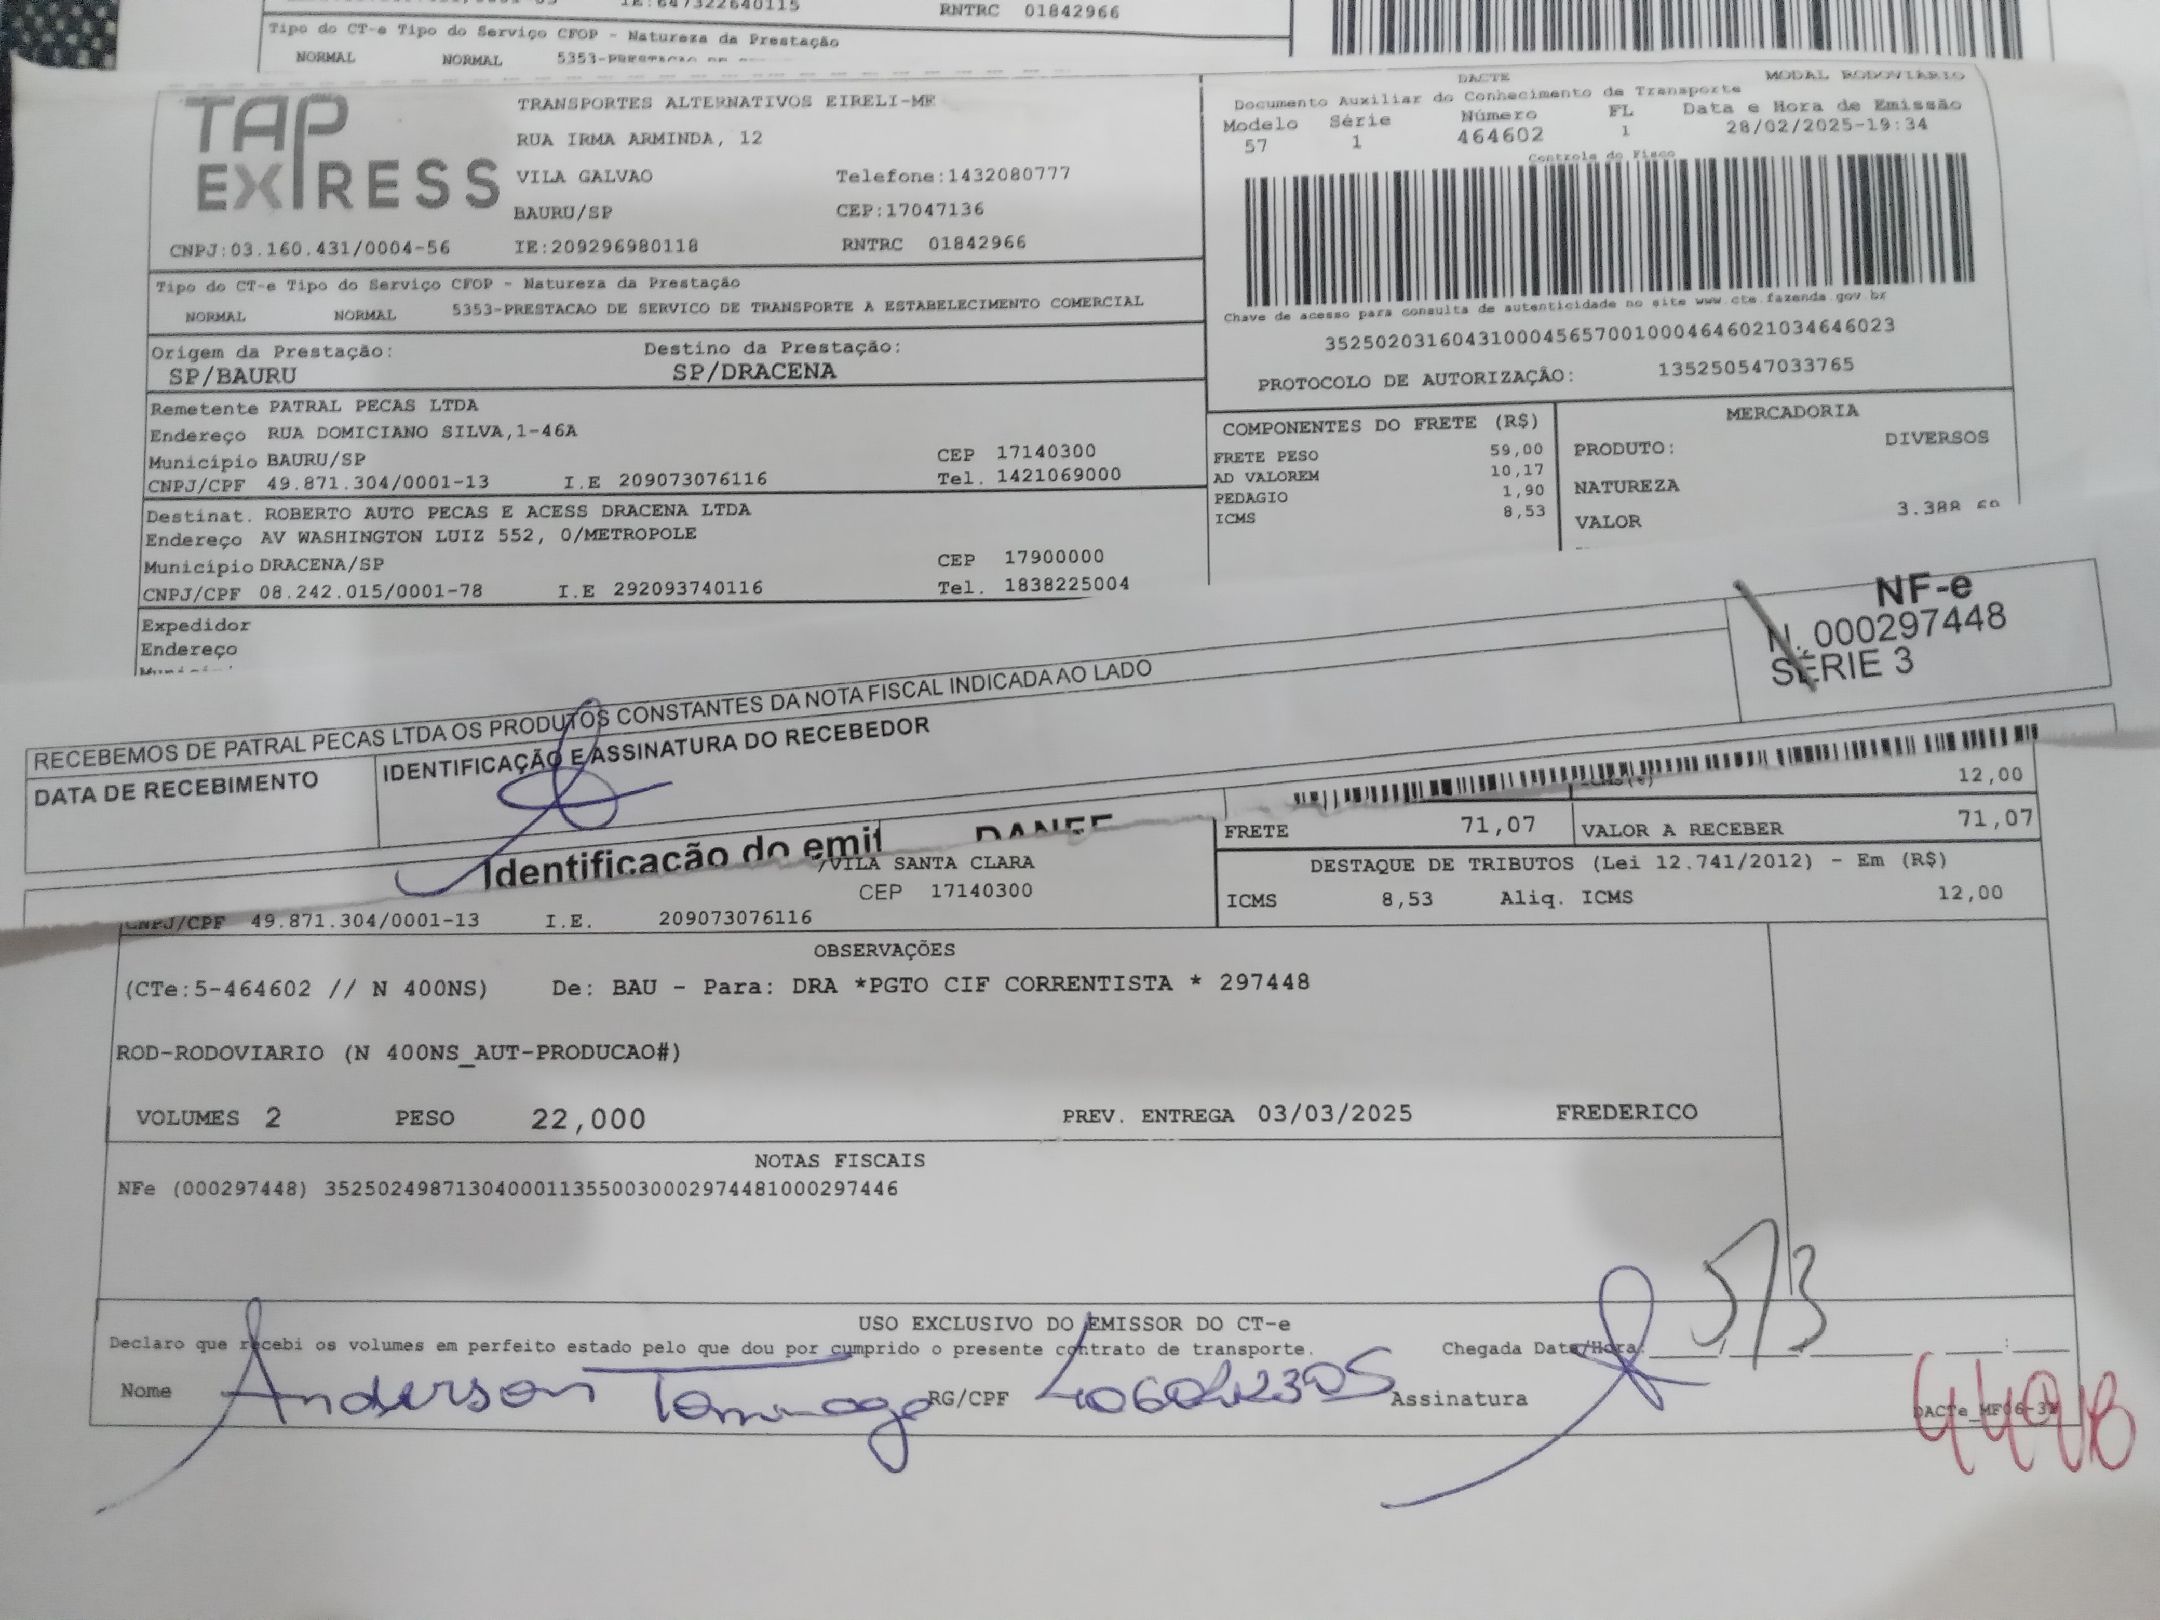 IE:647322640115
RNTRC 01842966
Tipo do CT-e Tipo do Serviço CFOP - Natureza da Prestação
NORMAL NORMAL
TAP EXPRESS
TRANSPORTES ALTERNATIVOS EIRELI-ME
RUA IRMA ARMINDA, 12
VILA GALVAO Telefone:1432080777
BAURU/SP CEP:17047136
CNPJ:03.160.431/0004-56 IE:209296980118 RNTRC 01842966
DACTE MODAL RODOVIARIO
Documento Auxiliar do Conhecimento de Transporte
Modelo Série Número FL Data e Hora de Emissão
57 1 464602 1 28/02/2025-19:34
Controle do Fisco
Chave de acesso para consulta de autenticidade no site www.cte.fazenda.gov.br
35250203160431000456570010004646021034646023
PROTOCOLO DE AUTORIZAÇÃO: 135250547033765
Tipo do CT-e Tipo do Serviço CFOP - Natureza da Prestação
NORMAL NORMAL 5353-PRESTACAO DE SERVICO DE TRANSPORTE A ESTABELECIMENTO COMERCIAL
Origem da Prestação: Destino da Prestação:
SP/BAURU SP/DRACENA
Remetente PATRAL PECAS LTDA
Endereço RUA DOMICIANO SILVA,1-46A
Município BAURU/SP CEP 17140300
CNPJ/CPF 49.871.304/0001-13 I.E 209073076116 Tel. 1421069000
Destinat. ROBERTO AUTO PECAS E ACESS DRACENA LTDA
Endereço AV WASHINGTON LUIZ 552, 0/METROPOLE
Município DRACENA/SP CEP 17900000
CNPJ/CPF 08.242.015/0001-78 I.E 292093740116 Tel. 1838225004
Expedidor
Endereço
COMPONENTES DO FRETE (R$)
FRETE PESO 59,00
AD VALOREM 10,17
PEDAGIO 1,90
ICMS 8,53
MERCADORIA
PRODUTO: DIVERSOS
NATUREZA
VALOR
NF-e
N. 000297448
SÉRIE 3
RECEBEMOS DE PATRAL PECAS LTDA OS PRODUTOS CONSTANTES DA NOTA FISCAL INDICADA AO LADO
DATA DE RECEBIMENTO IDENTIFICAÇÃO E ASSINATURA DO RECEBEDOR
Identificação do emit DANFE
12,00
FRETE 71,07 VALOR A RECEBER 71,07
/VILA SANTA CLARA
CEP 17140300
CNPJ/CPF 49.871.304/0001-13 I.E. 209073076116
DESTAQUE DE TRIBUTOS (Lei 12.741/2012) - Em (R$)
ICMS 8,53 Aliq. ICMS 12,00
OBSERVAÇÕES
(CTe:5-464602 // N 400NS) De: BAU - Para: DRA *PGTO CIF CORRENTISTA * 297448
ROD-RODOVIARIO (N 400NS_AUT-PRODUCAO#)
VOLUMES 2 PESO 22,000 PREV. ENTREGA 03/03/2025 FREDERICO
NOTAS FISCAIS
NFe (000297448) 35250249871304000113550030002974481000297446
5/3
USO EXCLUSIVO DO EMISSOR DO CT-e
Declaro que recebi os volumes em perfeito estado pelo que dou por cumprido o presente contrato de transporte. Chegada Data/Hora:
Nome Anderson RG/CPF Assinatura